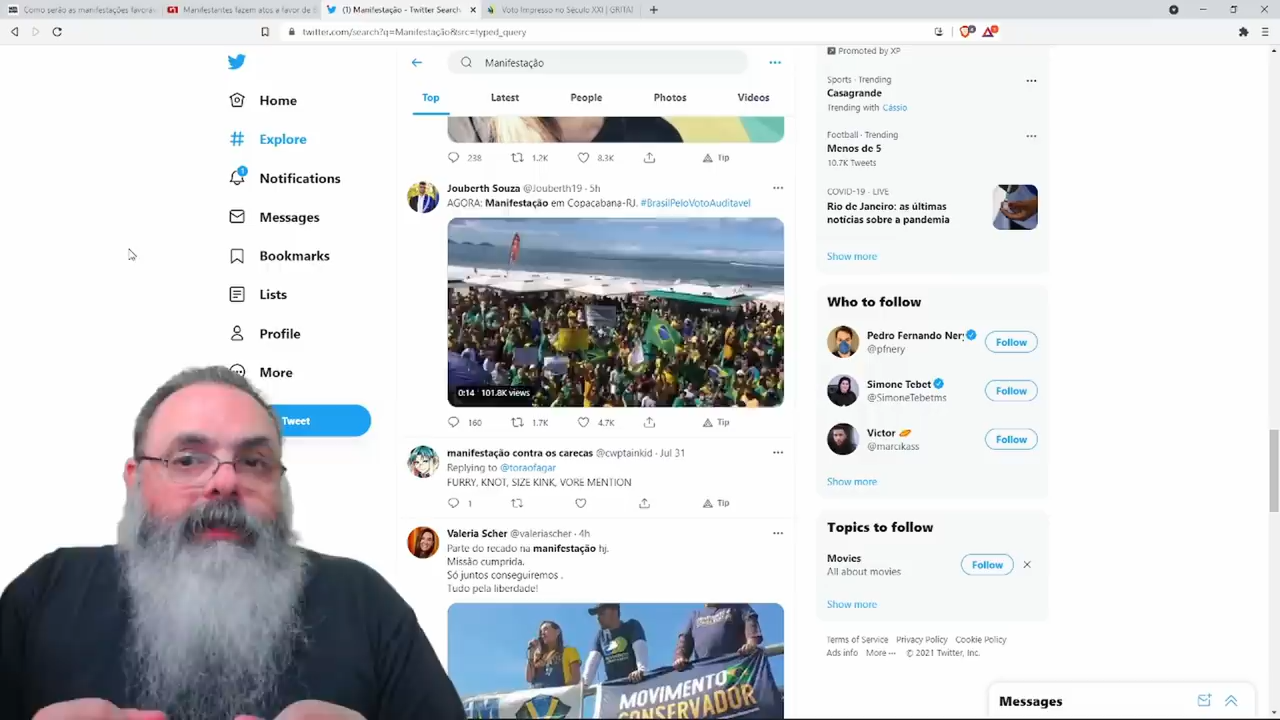 Como serão as manifestações favorá
G1 Manifestantes fazem atos a favor de
(1) Manifestação - Twitter Search
Voto Impresso no Século XXI | GRITA!
twitter.com/search?q=Manifestação&src=typed_query
Home
Explore
1
Notifications
Messages
Bookmarks
Lists
Profile
More
Tweet
Manifestação
Top Latest People Photos Videos
238 1.2K 8.3K Tip
Jouberth Souza @Jouberth19 · 5h
AGORA: Manifestação em Copacabana-RJ. #BrasilPeloVotoAuditavel
0:14 101.8K views
160 1.7K 4.7K Tip
manifestação contra os carecas @cwptainkid · Jul 31
Replying to @toraofagar
FURRY, KNOT, SIZE KINK, VORE MENTION
1 Tip
Valeria Scher @valeriascher · 4h
Parte do recado na manifestação hj.
Missão cumprida.
Só juntos conseguiremos .
Tudo pela liberdade!
MOVIMENTO
CONSERVADOR
Promoted by XP
Sports · Trending
Casagrande
Trending with Cássio
Football · Trending
Menos de 5
10.7K Tweets
COVID-19 · LIVE
Rio de Janeiro: as últimas
notícias sobre a pandemia
Show more
Who to follow
Pedro Fernando Nery
@pfnery
Follow
Simone Tebet
@SimoneTebetms
Follow
Victor
@marcikass
Follow
Show more
Topics to follow
Movies
All about movies
Follow
Show more
Terms of Service Privacy Policy Cookie Policy
Ads info More ··· © 2021 Twitter, Inc.
Messages